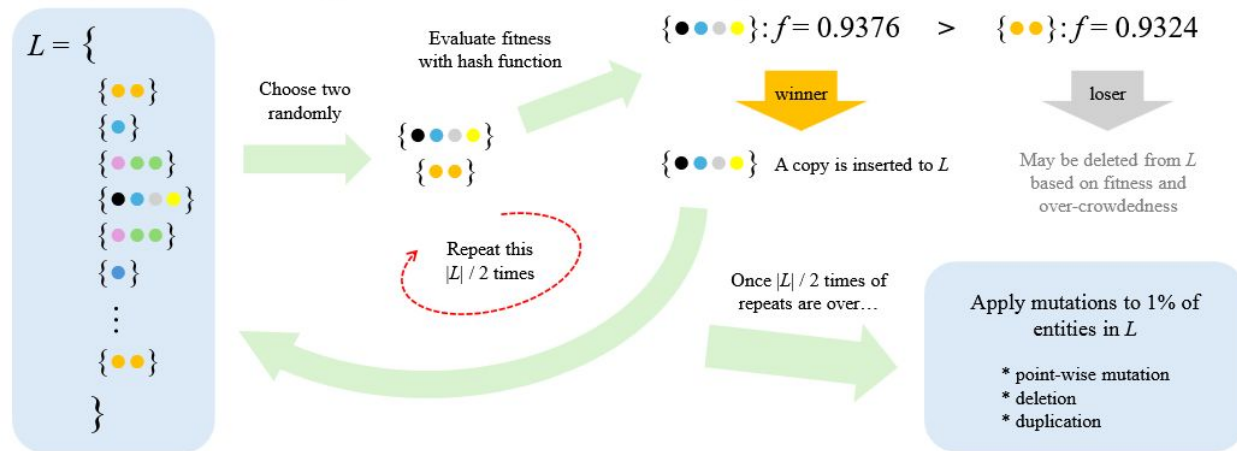 L = {
{●●}
{●}
{●●●}
{●●●●}
{●●●}
{●}
⋮
{●●}
}
Choose two
randomly
Evaluate fitness
with hash function
{●●●●}
{●●}
Repeat this
|L| / 2 times
{●●●●}: f = 0.9376 > {●●}: f = 0.9324
winner
loser
{●●●●} A copy is inserted to L
May be deleted from L
based on fitness and
over-crowdedness
Once |L| / 2 times of
repeats are over…
Apply mutations to 1% of
entities in L
* point-wise mutation
* deletion
* duplication